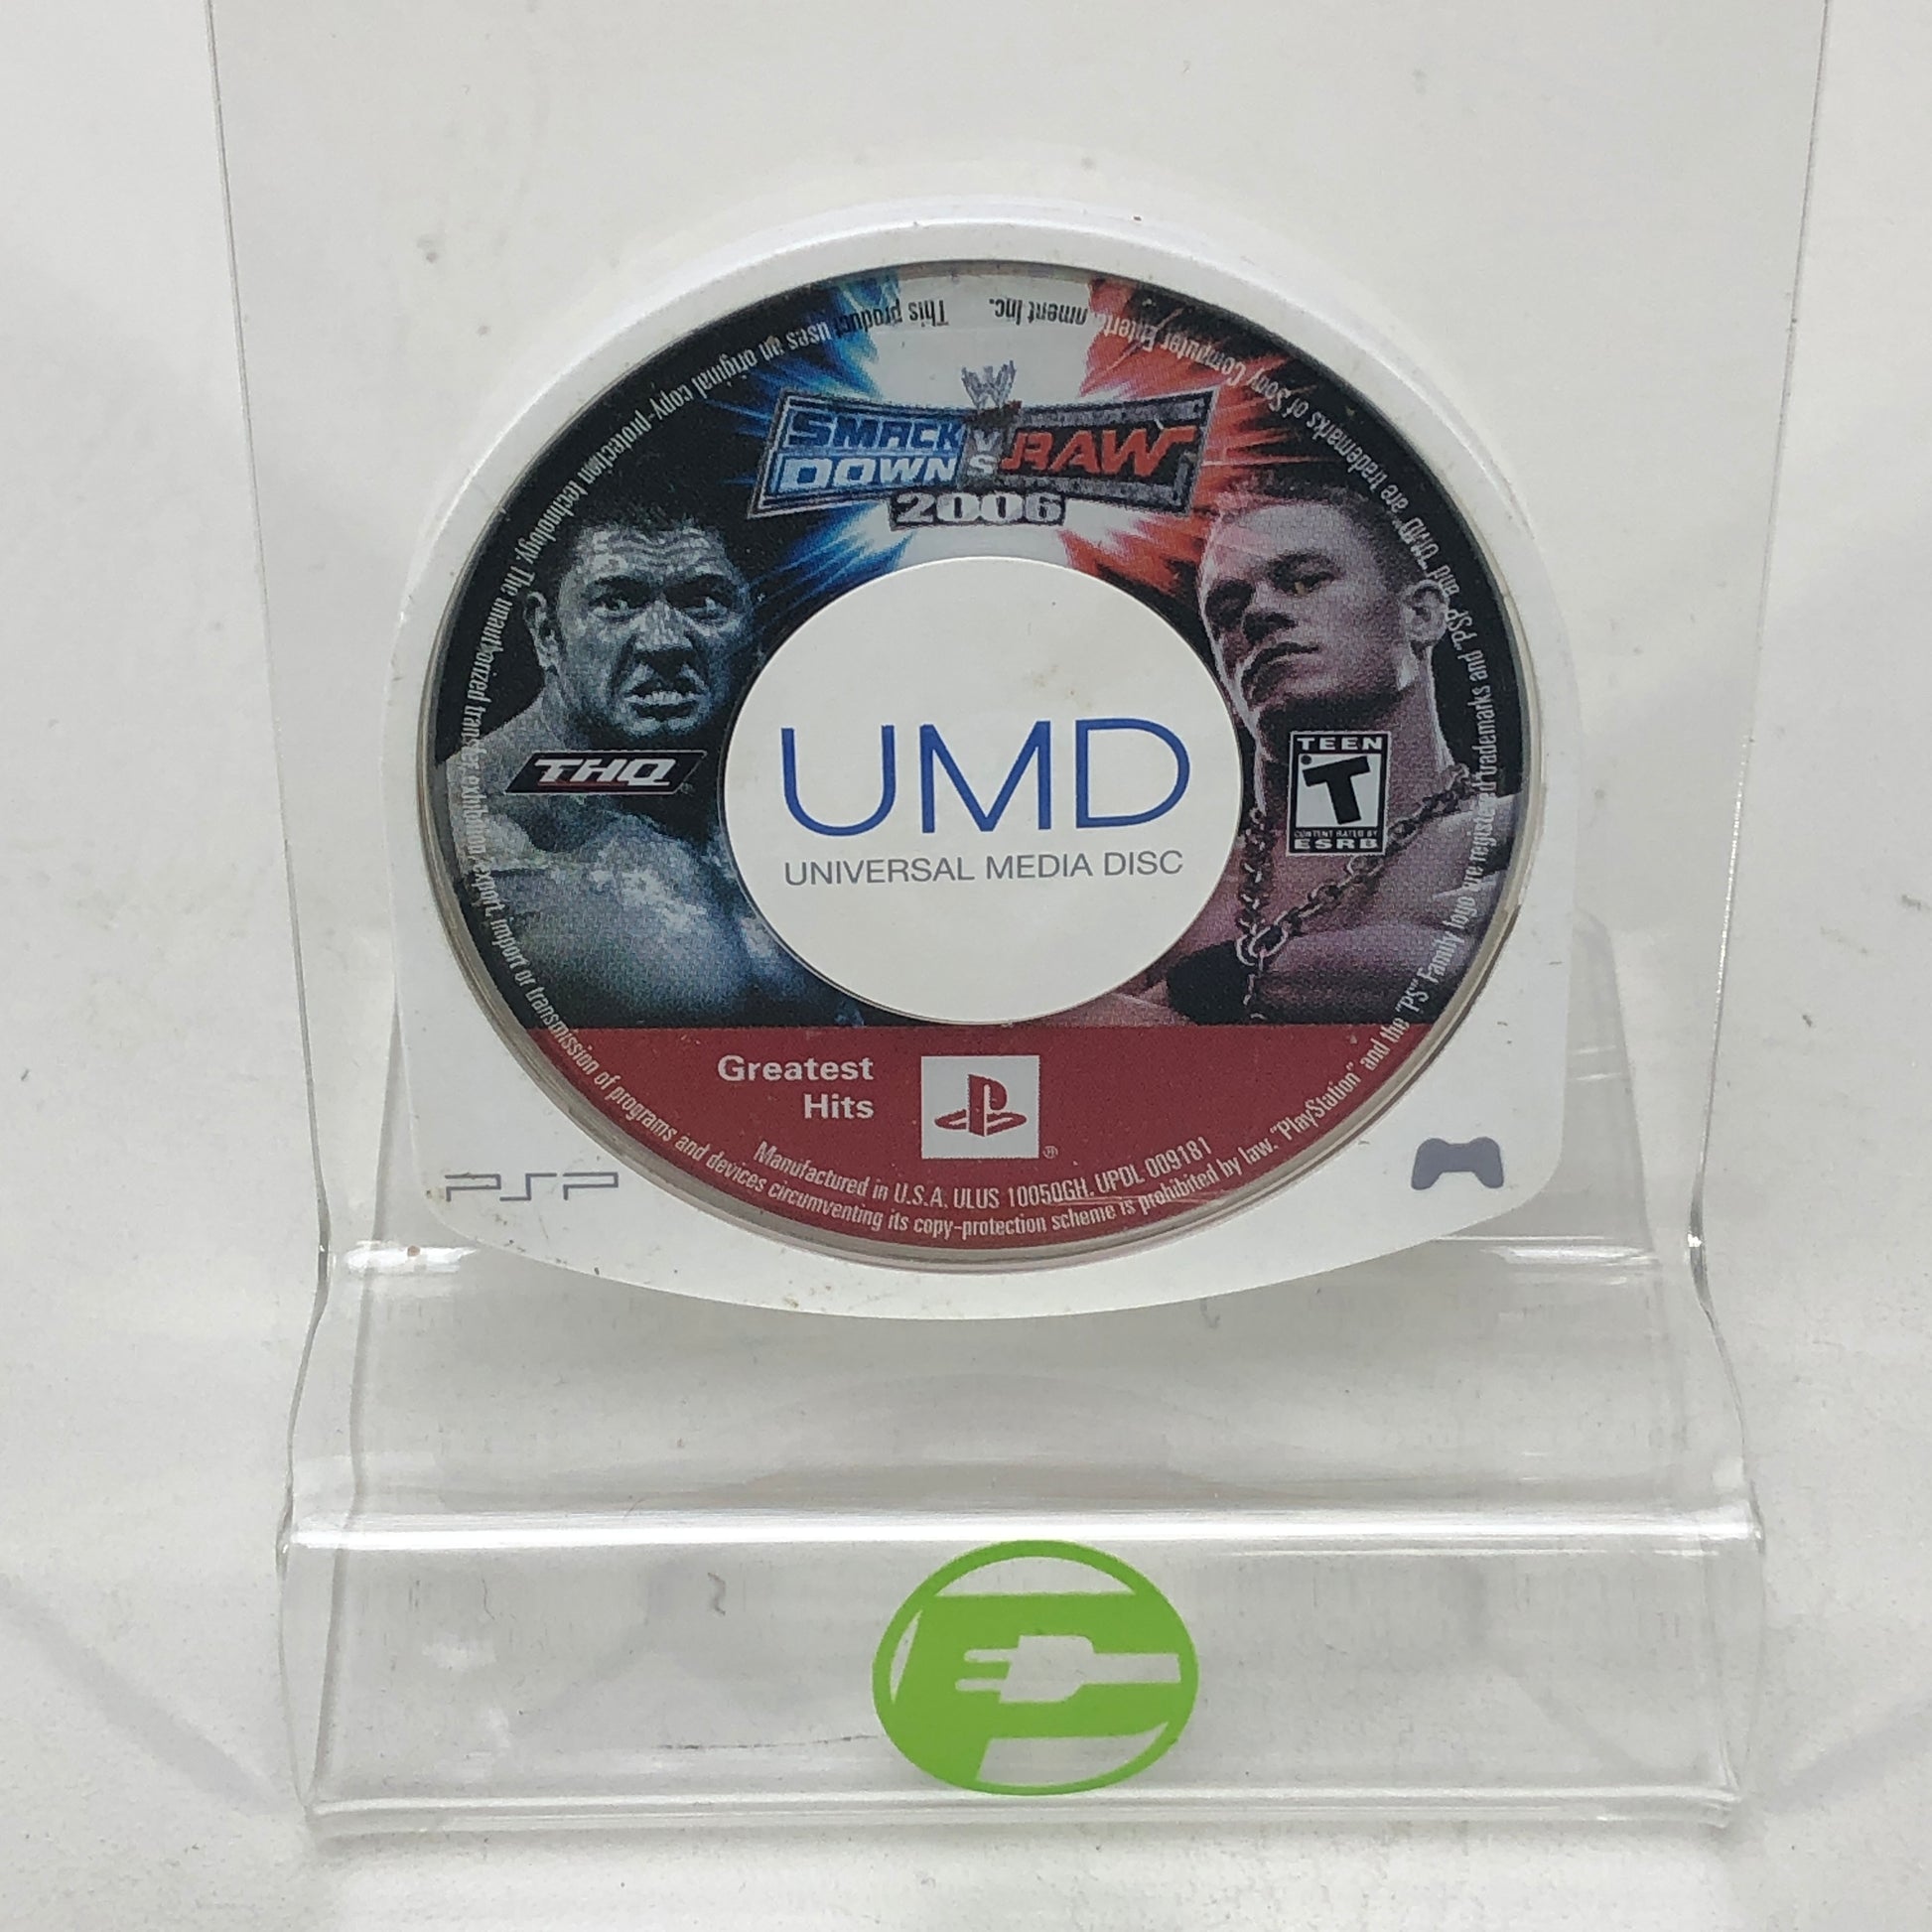 This product uses an original copy-protection technology. The unauthorized transfer, exhibition, export, import or transmission of programs and devices circumventing its copy-protection scheme is prohibited by law. "PlayStation" and the "PS" Family logo are registered trademarks and "PSP" and "UMD" are trademarks of Sony Computer Entertainment Inc.
W
SMACK DOWN VS RAW
2006
THQ
TEEN
T
CONTENT RATED BY
ESRB
UMD
UNIVERSAL MEDIA DISC
Greatest
Hits
®
Manufactured in U.S.A. ULUS 10050GH. UPDL 009181
PSP